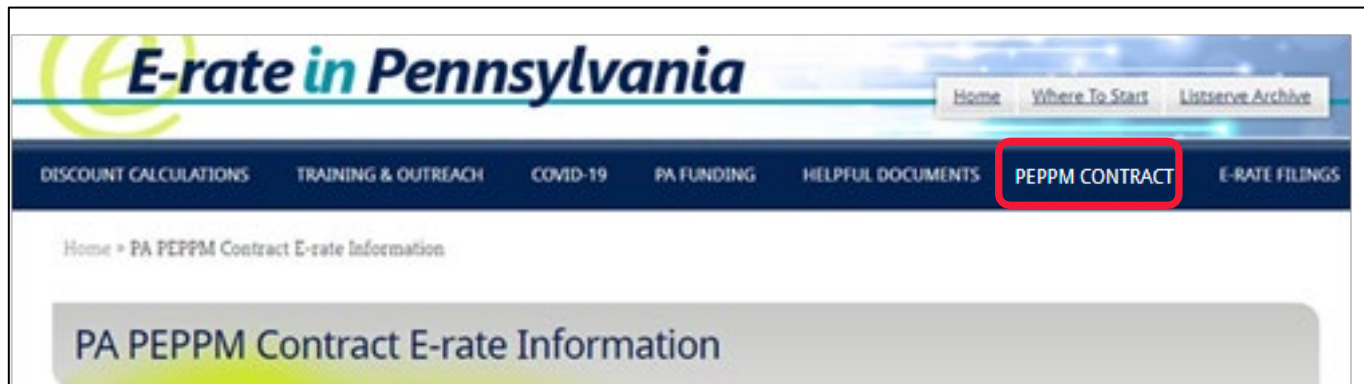 E-rate in Pennsylvania
Home Where To Start Listserve Archive
DISCOUNT CALCULATIONS TRAINING & OUTREACH COVID-19 PA FUNDING HELPFUL DOCUMENTS PEPPM CONTRACT E-RATE FILINGS
Home » PA PEPPM Contract E-rate Information
PA PEPPM Contract E-rate Information